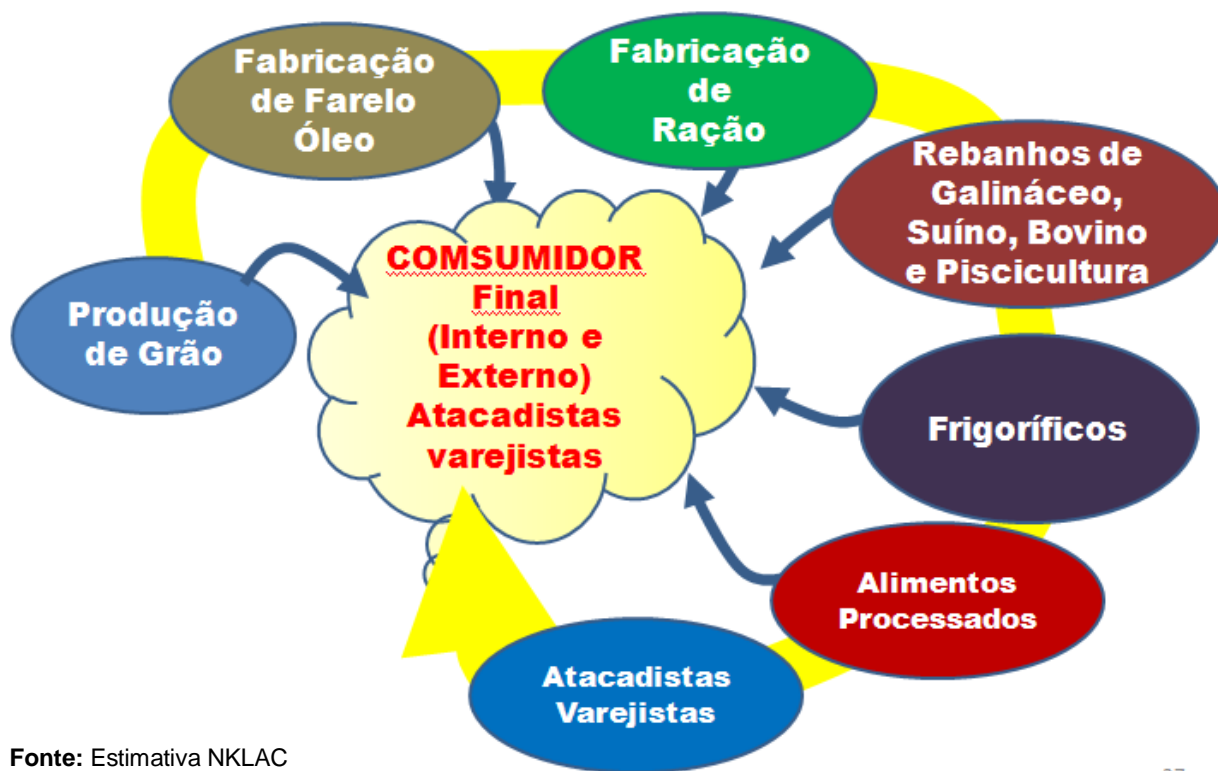 Fabricação
de Farelo
Óleo
Fabricação
de
Ração
Rebanhos de
Galináceo,
Suíno, Bovino
e Piscicultura
COMSUMIDOR
Final
(Interno e
Externo)
Atacadistas
varejistas
Produção
de Grão
Frigoríficos
Alimentos
Processados
Atacadistas
Varejistas
Fonte: Estimativa NKLAC